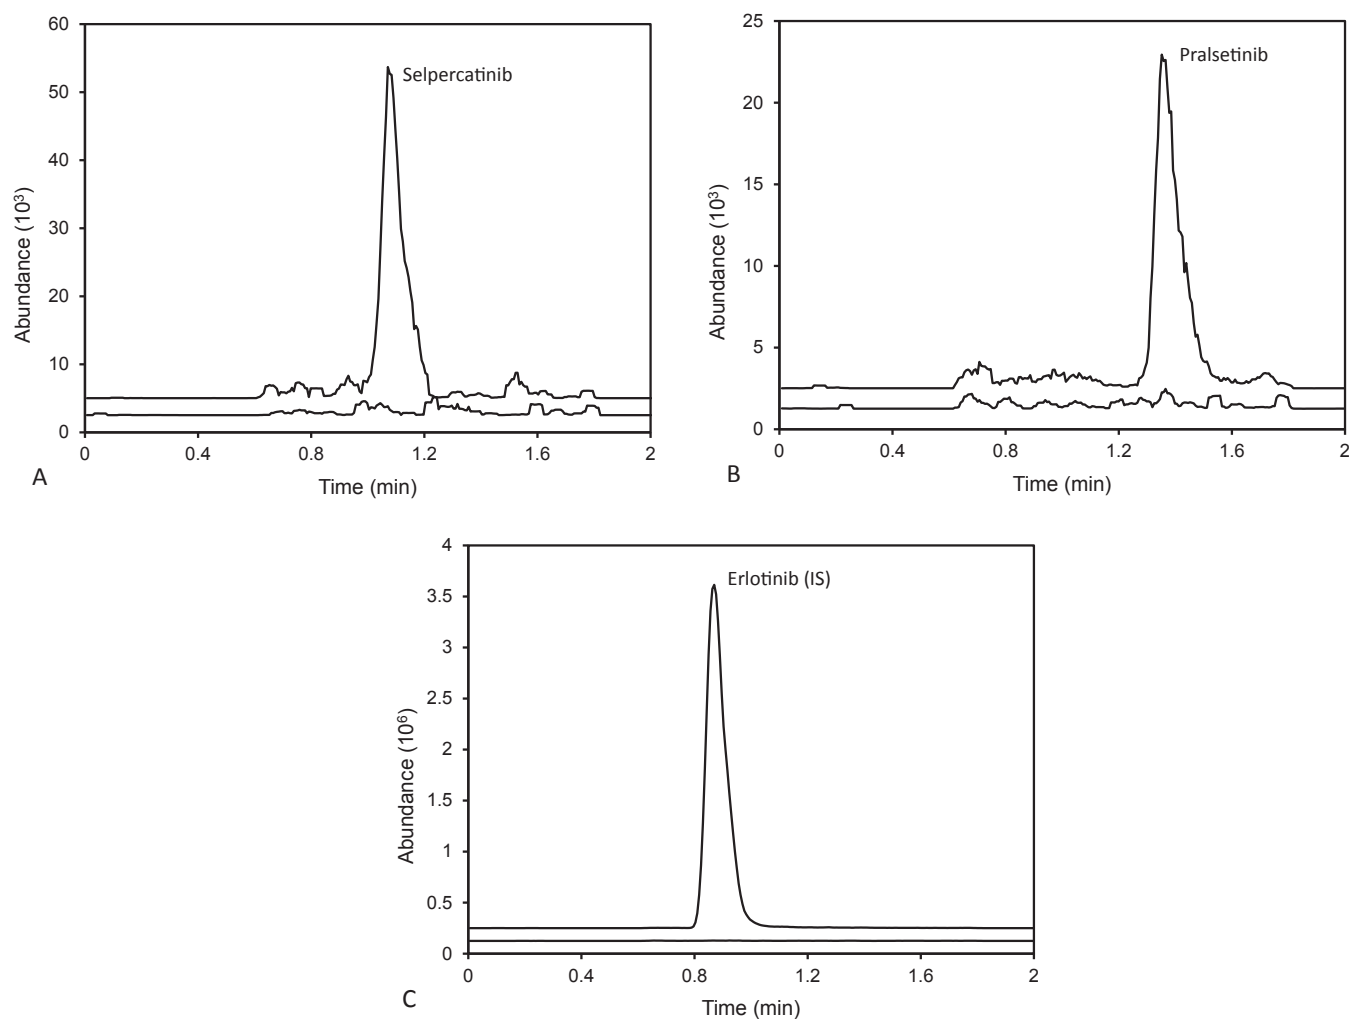 60
50
40
30
20
10
0
Abundance (10³)
Selpercatinib
0 0.4 0.8 1.2 1.6 2
Time (min)
A
25
20
15
10
5
0
Abundance (10³)
Pralsetinib
0 0.4 0.8 1.2 1.6 2
Time (min)
B
4
3.5
3
2.5
2
1.5
1
0.5
0
Abundance (10⁶)
Erlotinib (IS)
0 0.4 0.8 1.2 1.6 2
Time (min)
C